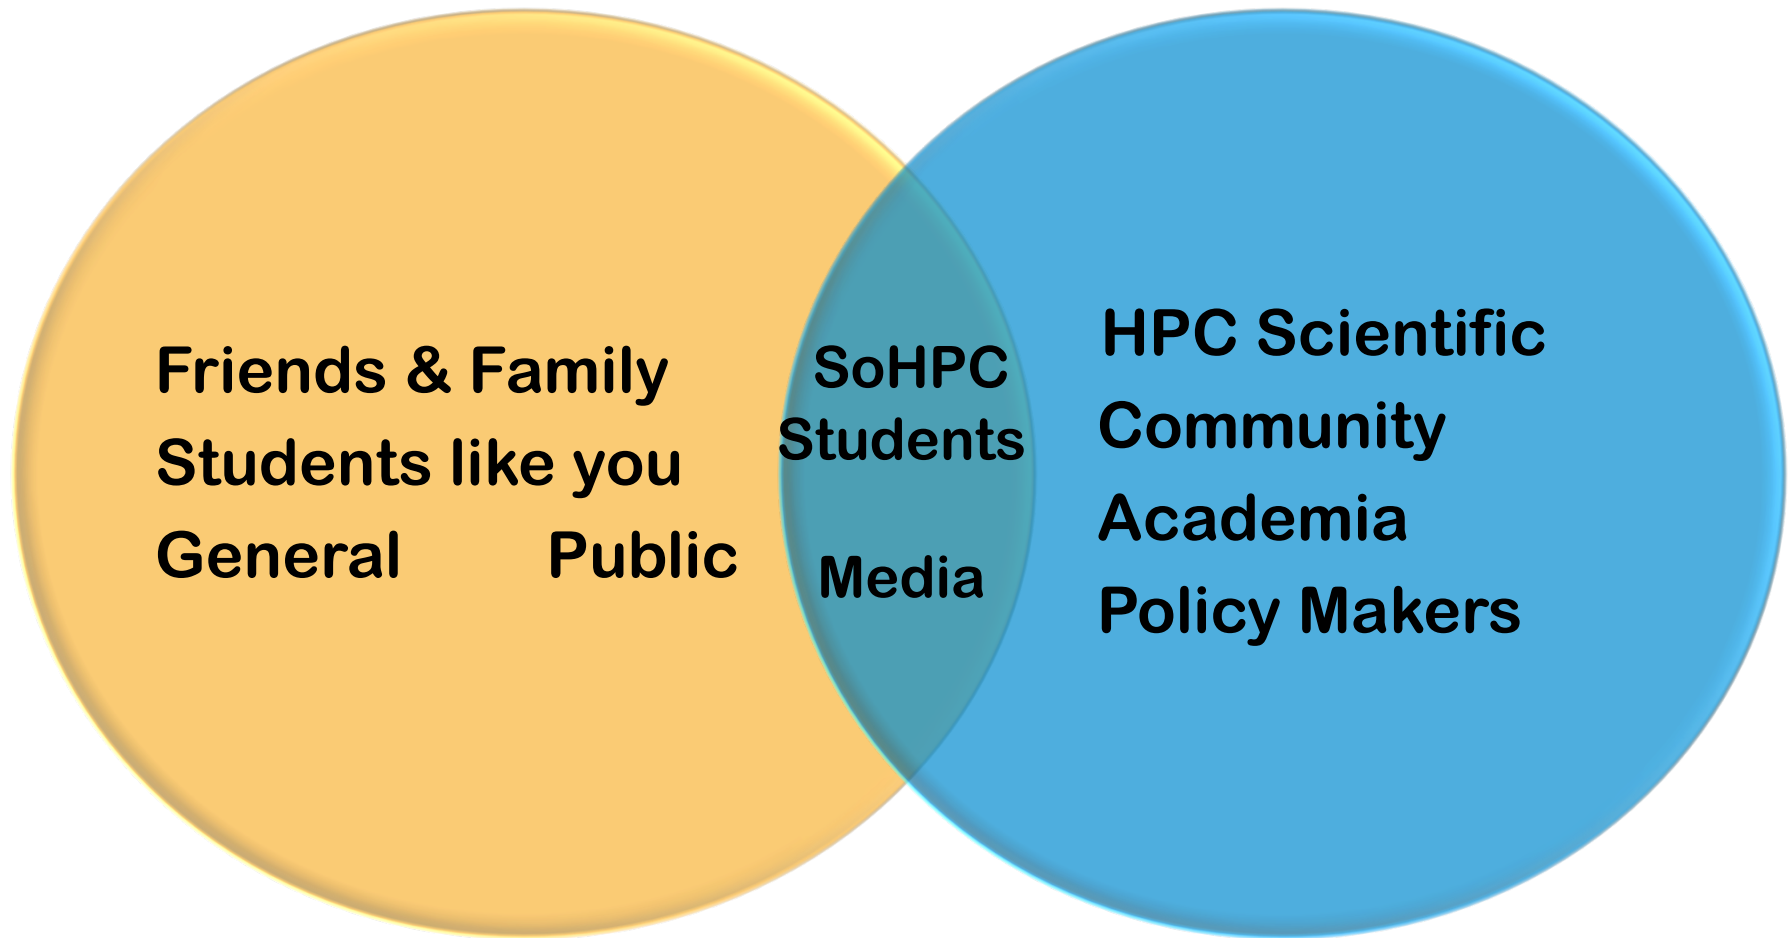 Friends & Family
Students like you
General Public
SoHPC
Students
Media
HPC Scientific
Community
Academia
Policy Makers